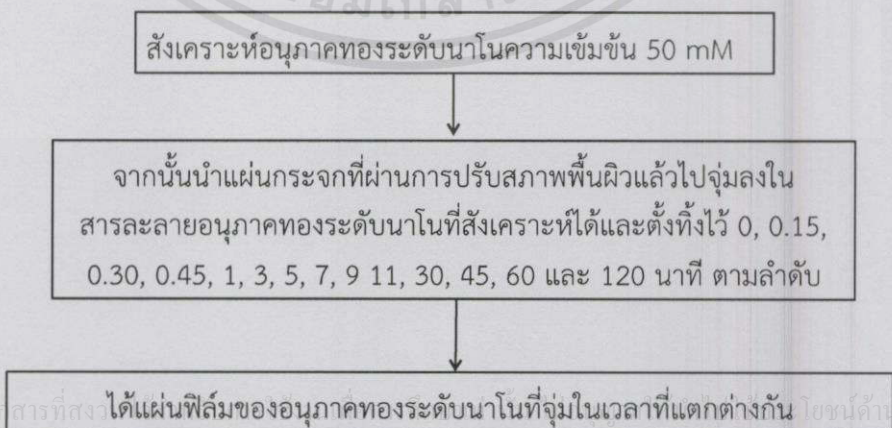 สังเคราะห์อนุภาคทองระดับนาโนความเข้มข้น 50 mM
จากนั้นนำแผ่นกระจกที่ผ่านการปรับสภาพพื้นผิวแล้วไปจุ่มลงใน
สารละลายอนุภาคทองระดับนาโนที่สังเคราะห์ได้และตั้งทิ้งไว้ 0, 0.15,
0.30, 0.45, 1, 3, 5, 7, 9 11, 30, 45, 60 และ 120 นาที ตามลำดับ
ได้แผ่นฟิล์มของอนุภาคทองระดับนาโนที่จุ่มในเวลาที่แตกต่างกัน